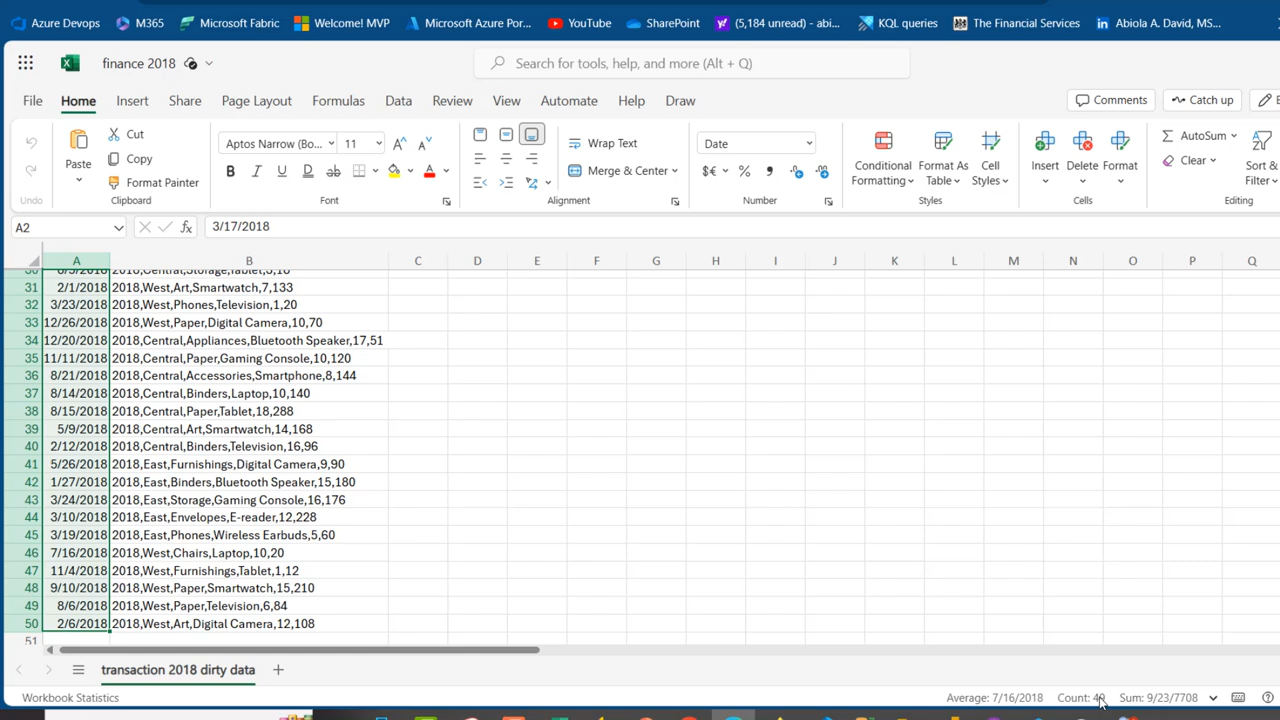 Azure Devops M365 Microsoft Fabric Welcome! MVP Microsoft Azure Por... YouTube SharePoint (5,184 unread) - abi... KQL queries The Financial Services Abiola A. David, MS...
finance 2018 Search for tools, help, and more (Alt + Q)
File Home Insert Share Page Layout Formulas Data Review View Automate Help Draw Comments Catch up
Undo
Paste
Cut
Copy
Format Painter
Clipboard
Aptos Narrow (Bo... 11
B I U D ab A
Font
Wrap Text
Merge & Center
Alignment
Date
$€ %
Number
Conditional Formatting
Format As Table
Cell Styles
Styles
Insert Delete Format
Cells
AutoSum
Clear
Sort & Filter
Editing
A2 fx 3/17/2018
A B C D E F G H I J K L M N O P Q
30 2018,Central,Storage,Tablet,3,18
31 2/1/2018 2018,West,Art,Smartwatch,7,133
32 3/23/2018 2018,West,Phones,Television,1,20
33 12/26/2018 2018,West,Paper,Digital Camera,10,70
34 12/20/2018 2018,Central,Appliances,Bluetooth Speaker,17,51
35 11/11/2018 2018,Central,Paper,Gaming Console,10,120
36 8/21/2018 2018,Central,Accessories,Smartphone,8,144
37 8/14/2018 2018,Central,Binders,Laptop,10,140
38 8/15/2018 2018,Central,Paper,Tablet,18,288
39 5/9/2018 2018,Central,Art,Smartwatch,14,168
40 2/12/2018 2018,Central,Binders,Television,16,96
41 5/26/2018 2018,East,Furnishings,Digital Camera,9,90
42 1/27/2018 2018,East,Binders,Bluetooth Speaker,15,180
43 3/24/2018 2018,East,Storage,Gaming Console,16,176
44 3/10/2018 2018,East,Envelopes,E-reader,12,228
45 3/19/2018 2018,East,Phones,Wireless Earbuds,5,60
46 7/16/2018 2018,West,Chairs,Laptop,10,20
47 11/4/2018 2018,West,Furnishings,Tablet,1,12
48 9/10/2018 2018,West,Paper,Smartwatch,15,210
49 8/6/2018 2018,West,Paper,Television,6,84
50 2/6/2018 2018,West,Art,Digital Camera,12,108
51
transaction 2018 dirty data
Workbook Statistics Average: 7/16/2018 Count: Sum: 9/23/7708